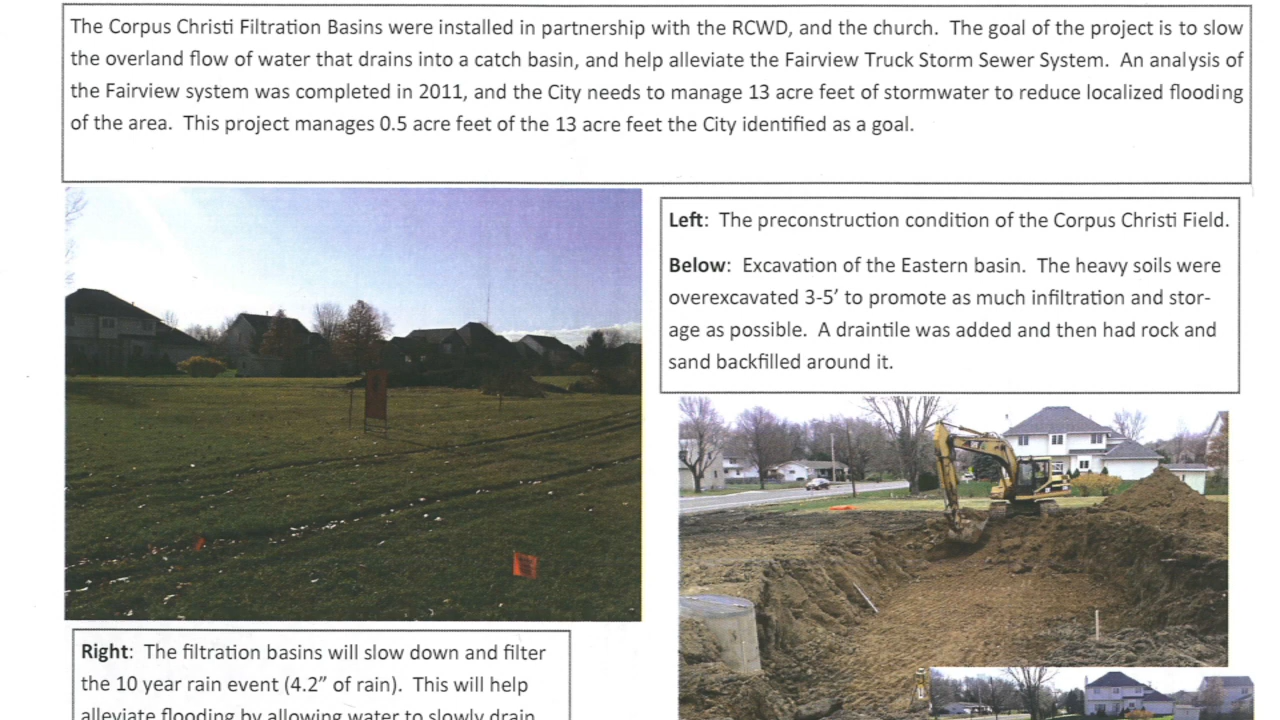 The Corpus Christi Filtration Basins were installed in partnership with the RCWD, and the church.  The goal of the project is to slow
the overland flow of water that drains into a catch basin, and help alleviate the Fairview Truck Storm Sewer System.  An analysis of
the Fairview system was completed in 2011, and the City needs to manage 13 acre feet of stormwater to reduce localized flooding
of the area.  This project manages 0.5 acre feet of the 13 acre feet the City identified as a goal.
Left:  The preconstruction condition of the Corpus Christi Field.
Below:  Excavation of the Eastern basin.  The heavy soils were
overexcavated 3-5’ to promote as much infiltration and stor-
age as possible.  A draintile was added and then had rock and
sand backfilled around it.
Right:  The filtration basins will slow down and filter
the 10 year rain event (4.2” of rain).  This will help
alleviate flooding by allowing water to slowly drain